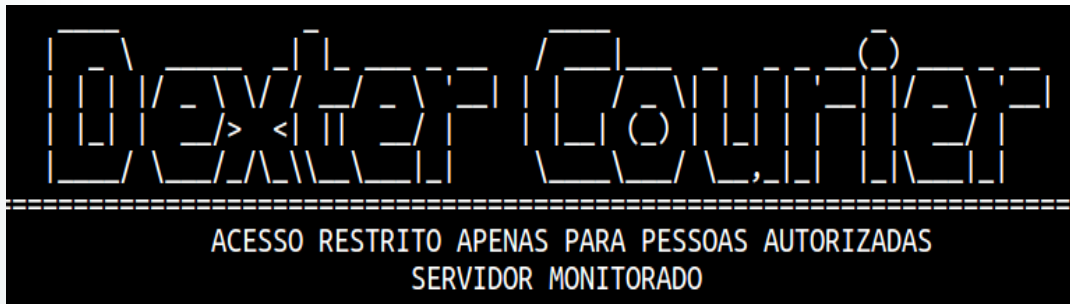 Dexter Courier
ACESSO RESTRITO APENAS PARA PESSOAS AUTORIZADAS
SERVIDOR MONITORADO